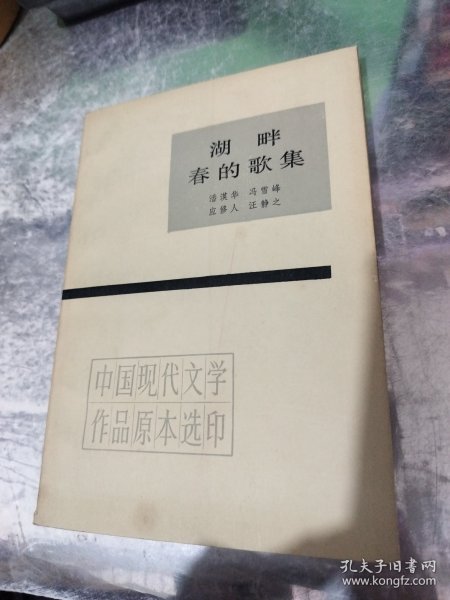 湖畔
春的歌集
潘漠华 冯雪峰
应修人 汪静之
中国现代文学
作品原本选印
孔夫子旧书网
www.kongfz.com